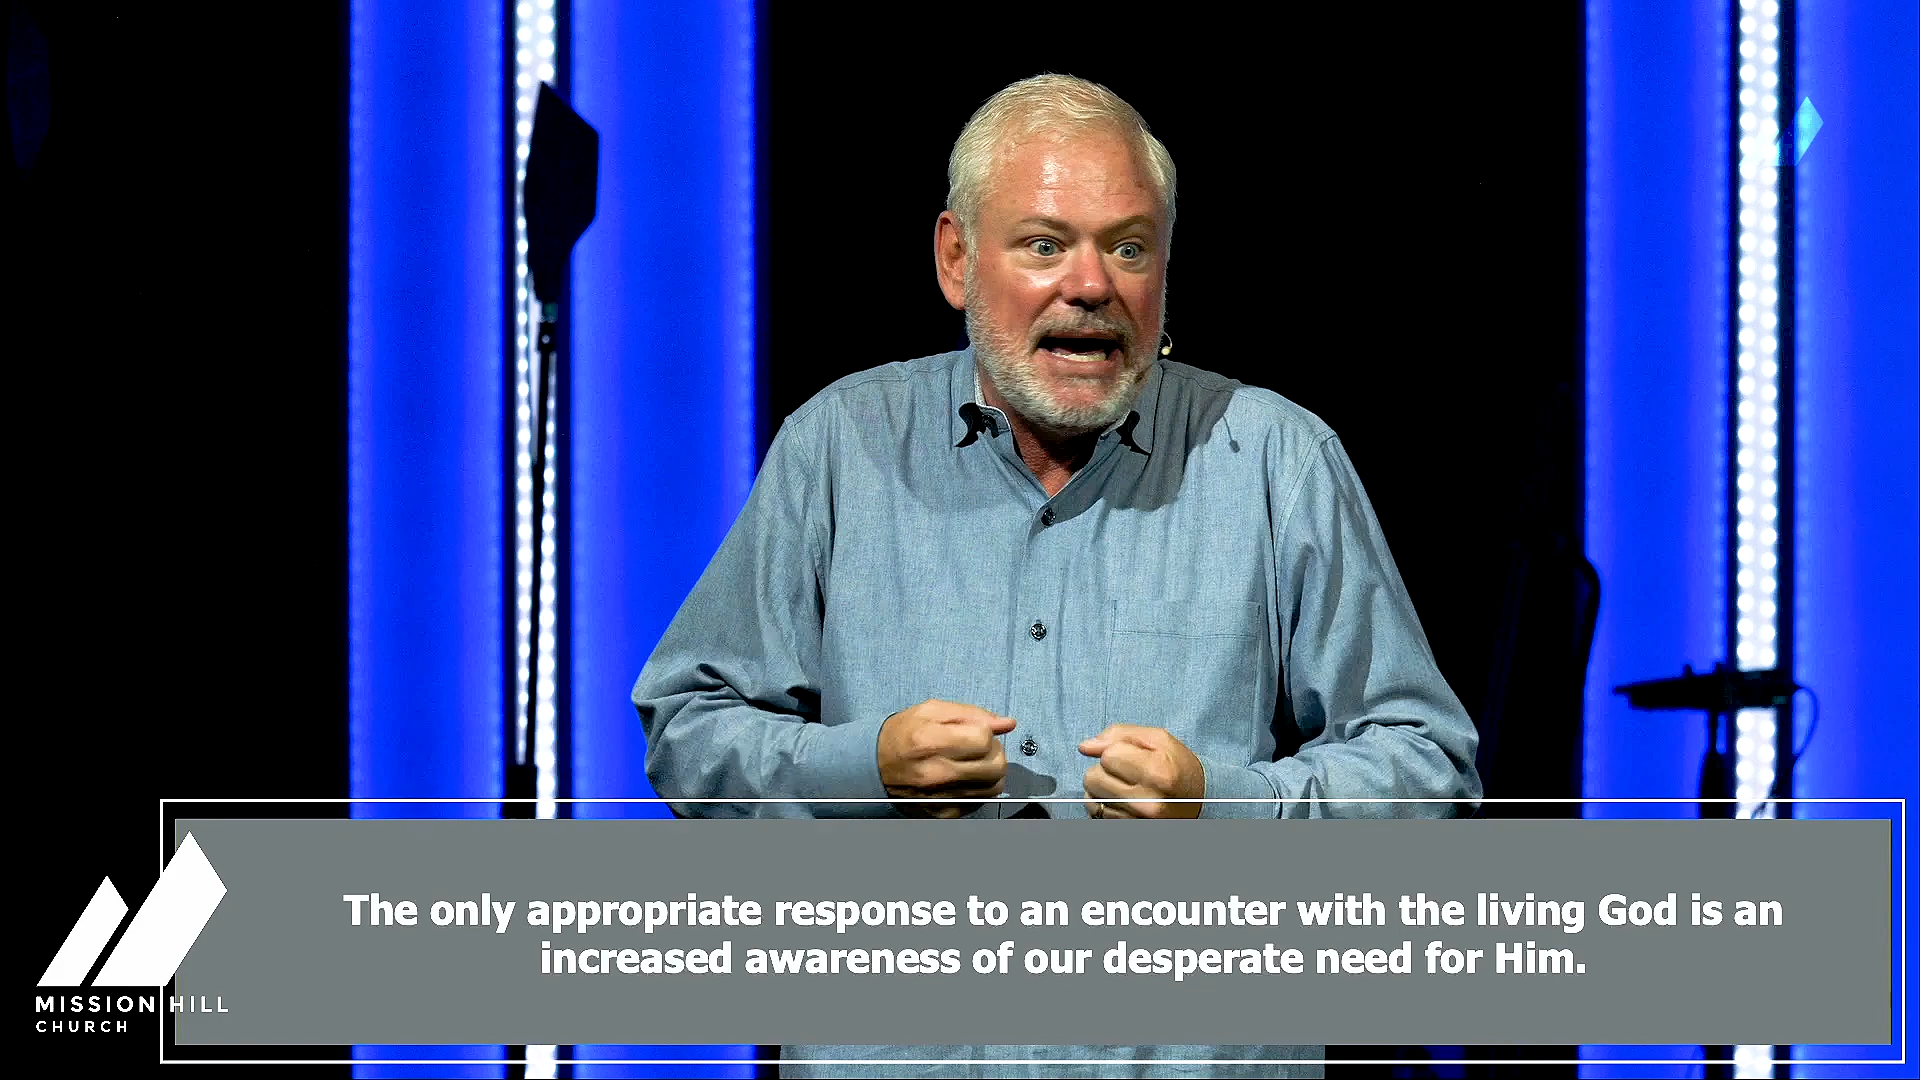 The only appropriate response to an encounter with the living God is an
increased awareness of our desperate need for Him.
MISSION HILL
CHURCH